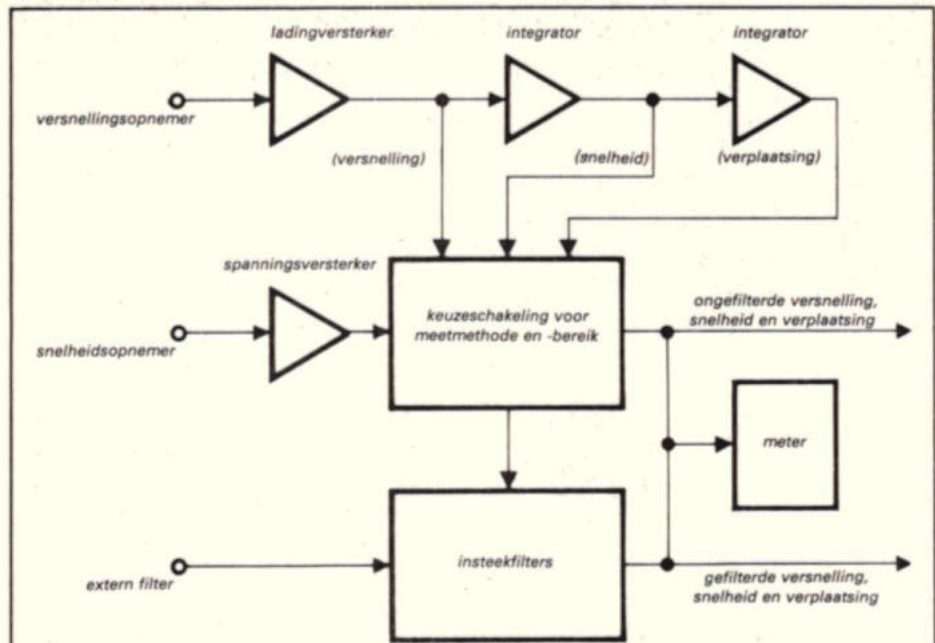 ladingversterker
integrator
integrator
versnellingsopnemer
(versnelling)
(snelheid)
(verplaatsing)
spanningsversterker
keuzeschakeling voor
meetmethode en -bereik
ongefilterde versnelling,
snelheid en verplaatsing
snelheidsopnemer
meter
insteekfilters
extern filter
gefilterde versnelling,
snelheid en verplaatsing